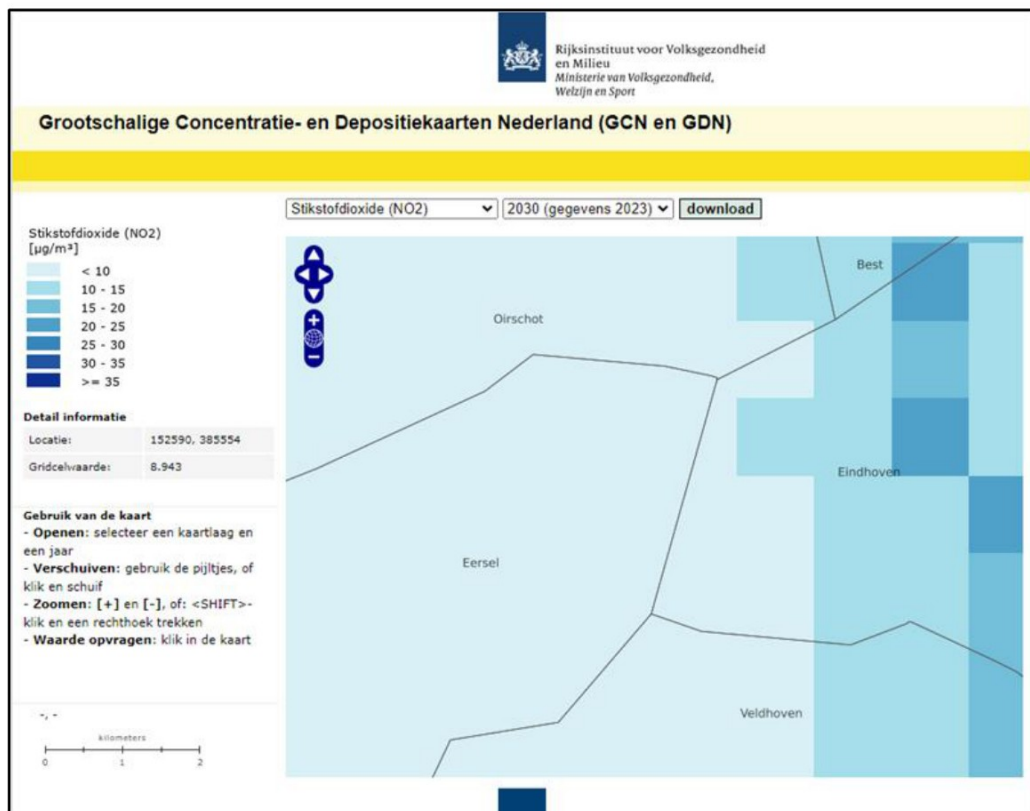 Rijksinstituut voor Volksgezondheid
en Milieu
Ministerie van Volksgezondheid,
Welzijn en Sport
Grootschalige Concentratie- en Depositiekaarten Nederland (GCN en GDN)
Stikstofdioxide (NO2) 2030 (gegevens 2023) download
Stikstofdioxide (NO2)
[µg/m³]
< 10
10 - 15
15 - 20
20 - 25
25 - 30
30 - 35
>= 35
Detail informatie
Locatie: 152590, 385554
Gridcelwaarde: 8.943
Gebruik van de kaart
- Openen: selecteer een kaartlaag en
een jaar
- Verschuiven: gebruik de pijltjes, of
klik en schuif
- Zoomen: [+] en [-], of: <SHIFT>-
klik en een rechthoek trekken
- Waarde opvragen: klik in de kaart
-, -
kilometers
0 1 2
Best
Oirschot
Eindhoven
Eersel
Veldhoven